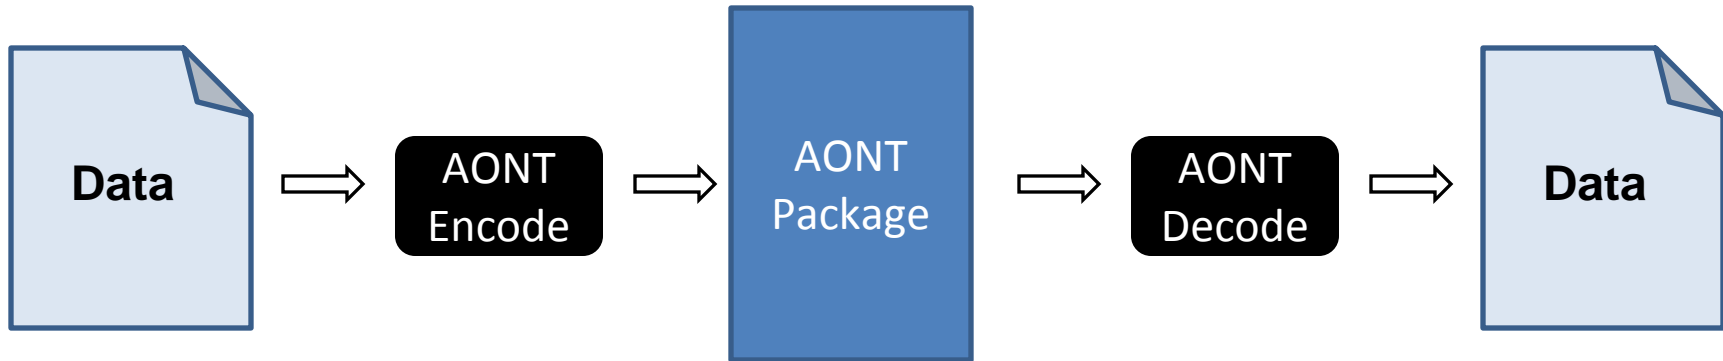 Data
AONT
Encode
AONT
Package
AONT
Decode
Data